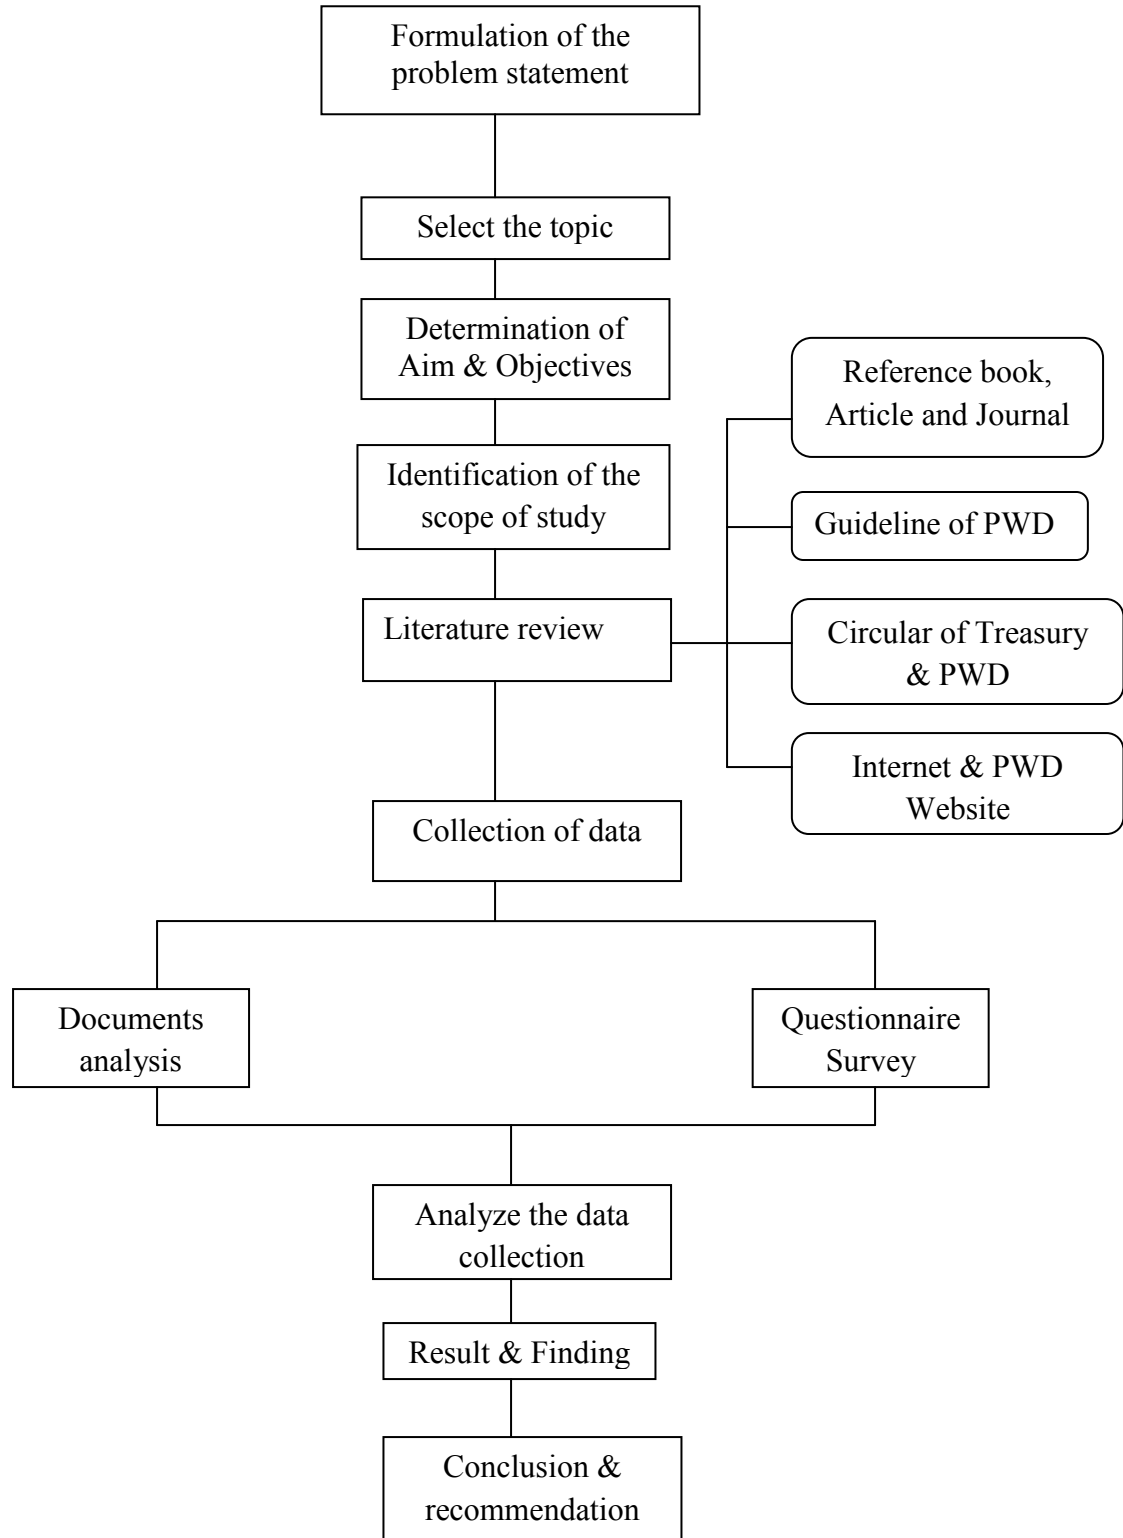 Formulation of the
problem statement
Select the topic
Determination of
Aim & Objectives
Identification of the
scope of study
Literature review
Reference book,
Article and Journal
Guideline of PWD
Circular of Treasury
& PWD
Internet & PWD
Website
Collection of data
Documents
analysis
Questionnaire
Survey
Analyze the data
collection
Result & Finding
Conclusion &
recommendation